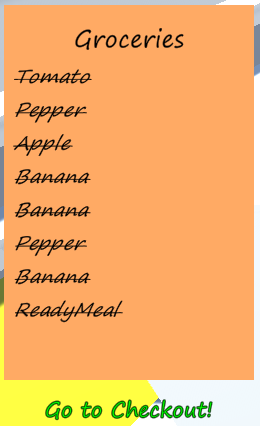 Groceries
Tomato
Pepper
Apple
Banana
Banana
Pepper
Banana
ReadyMeal
Go to Checkout!